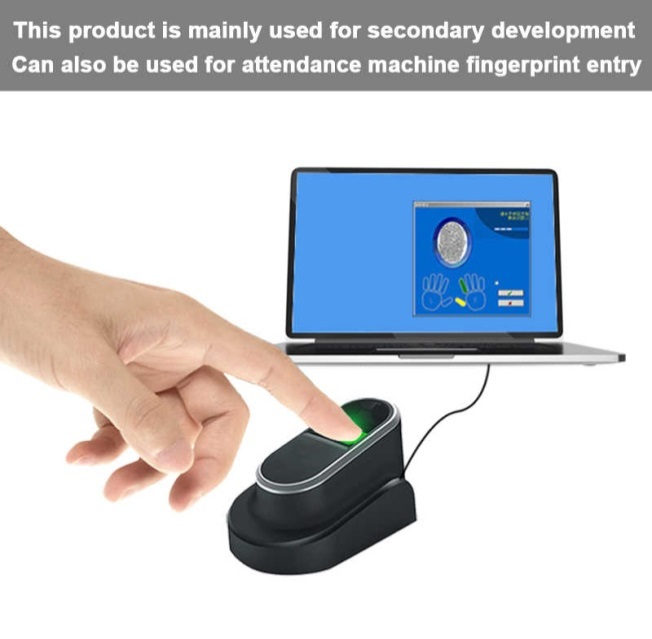 This product is mainly used for secondary development
Can also be used for attendance machine fingerprint entry